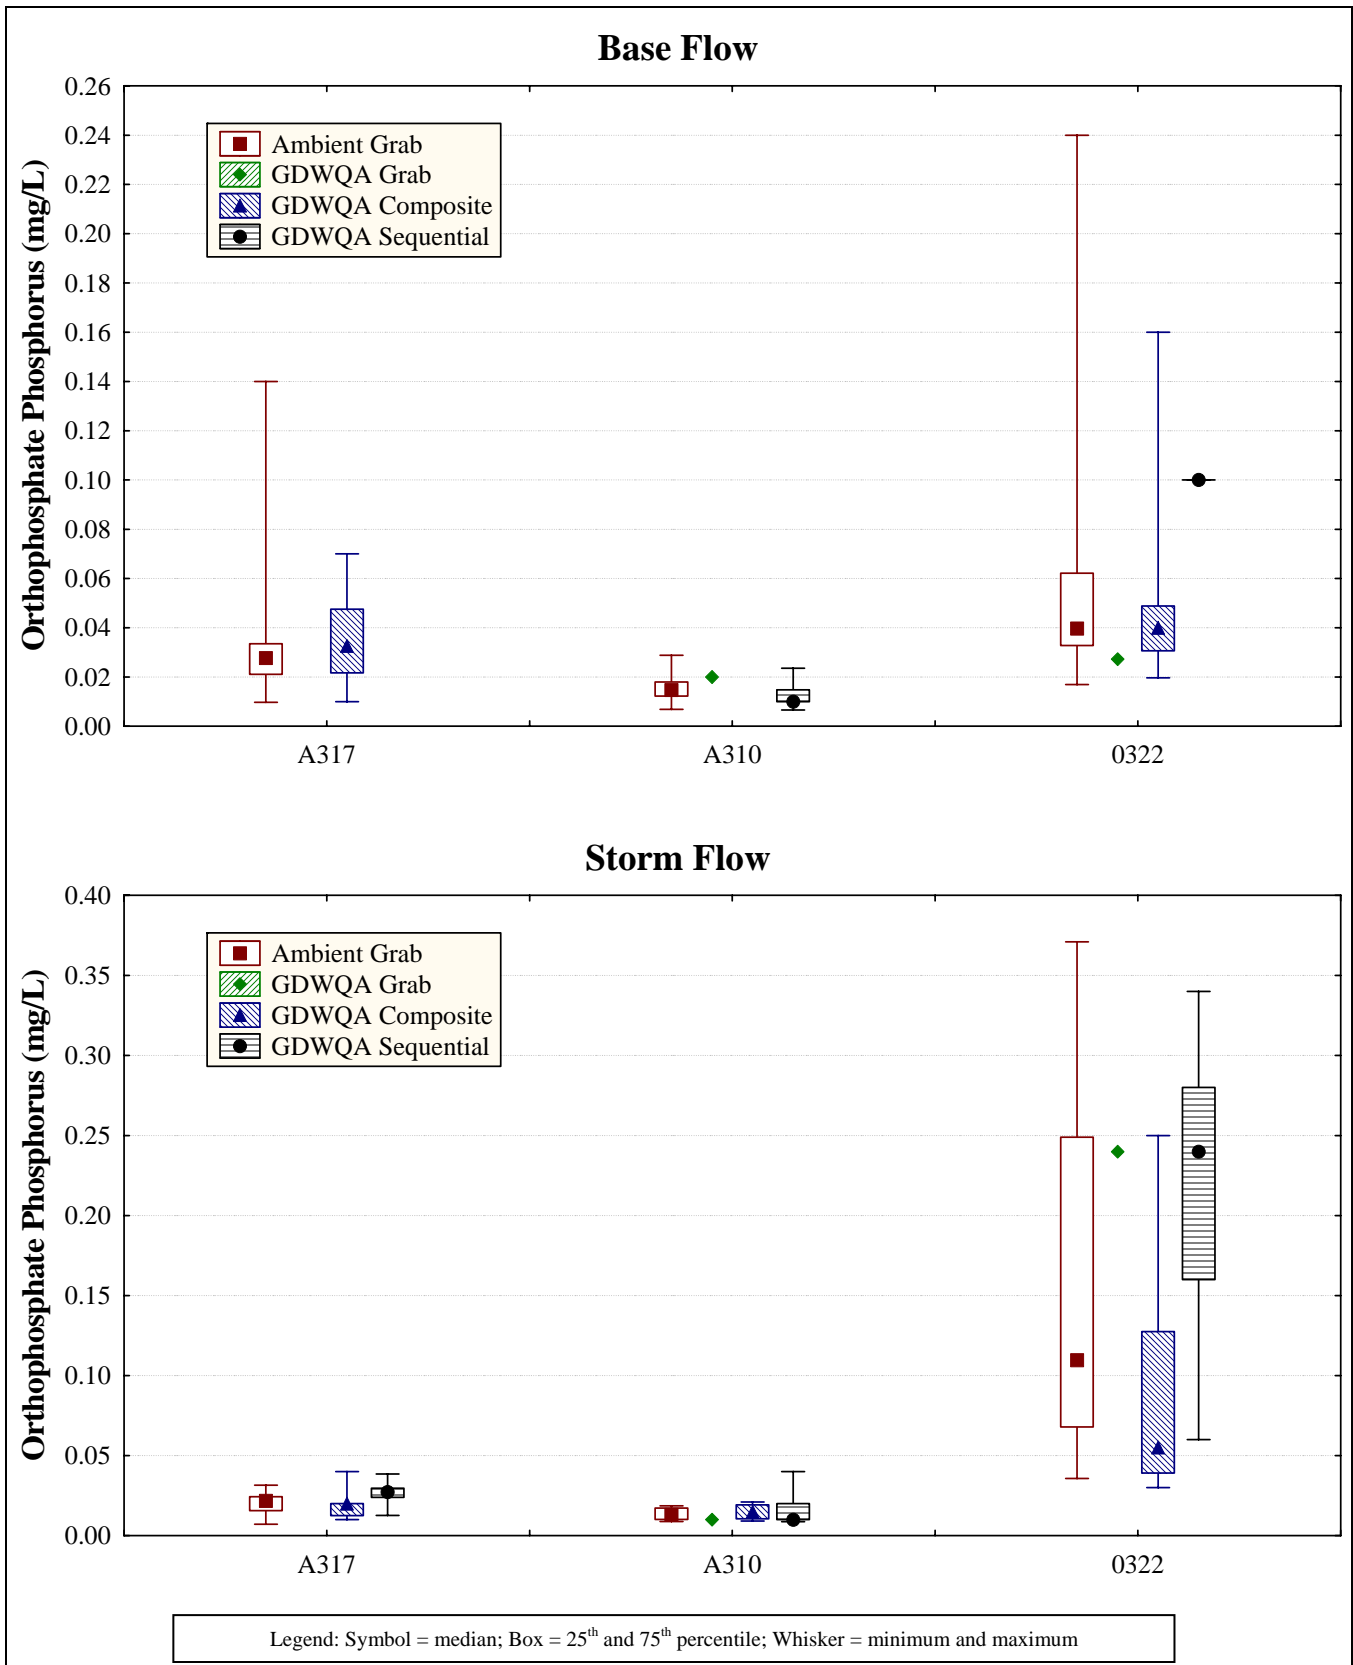 Base Flow
Orthophosphate Phosphorus (mg/L)
0.26
0.24
0.22
0.20
0.18
0.16
0.14
0.12
0.10
0.08
0.06
0.04
0.02
0.00
Ambient Grab
GDWQA Grab
GDWQA Composite
GDWQA Sequential
A317 A310 0322
Storm Flow
Orthophosphate Phosphorus (mg/L)
0.40
0.35
0.30
0.25
0.20
0.15
0.10
0.05
0.00
Ambient Grab
GDWQA Grab
GDWQA Composite
GDWQA Sequential
A317 A310 0322
Legend: Symbol = median; Box = 25th and 75th percentile; Whisker = minimum and maximum